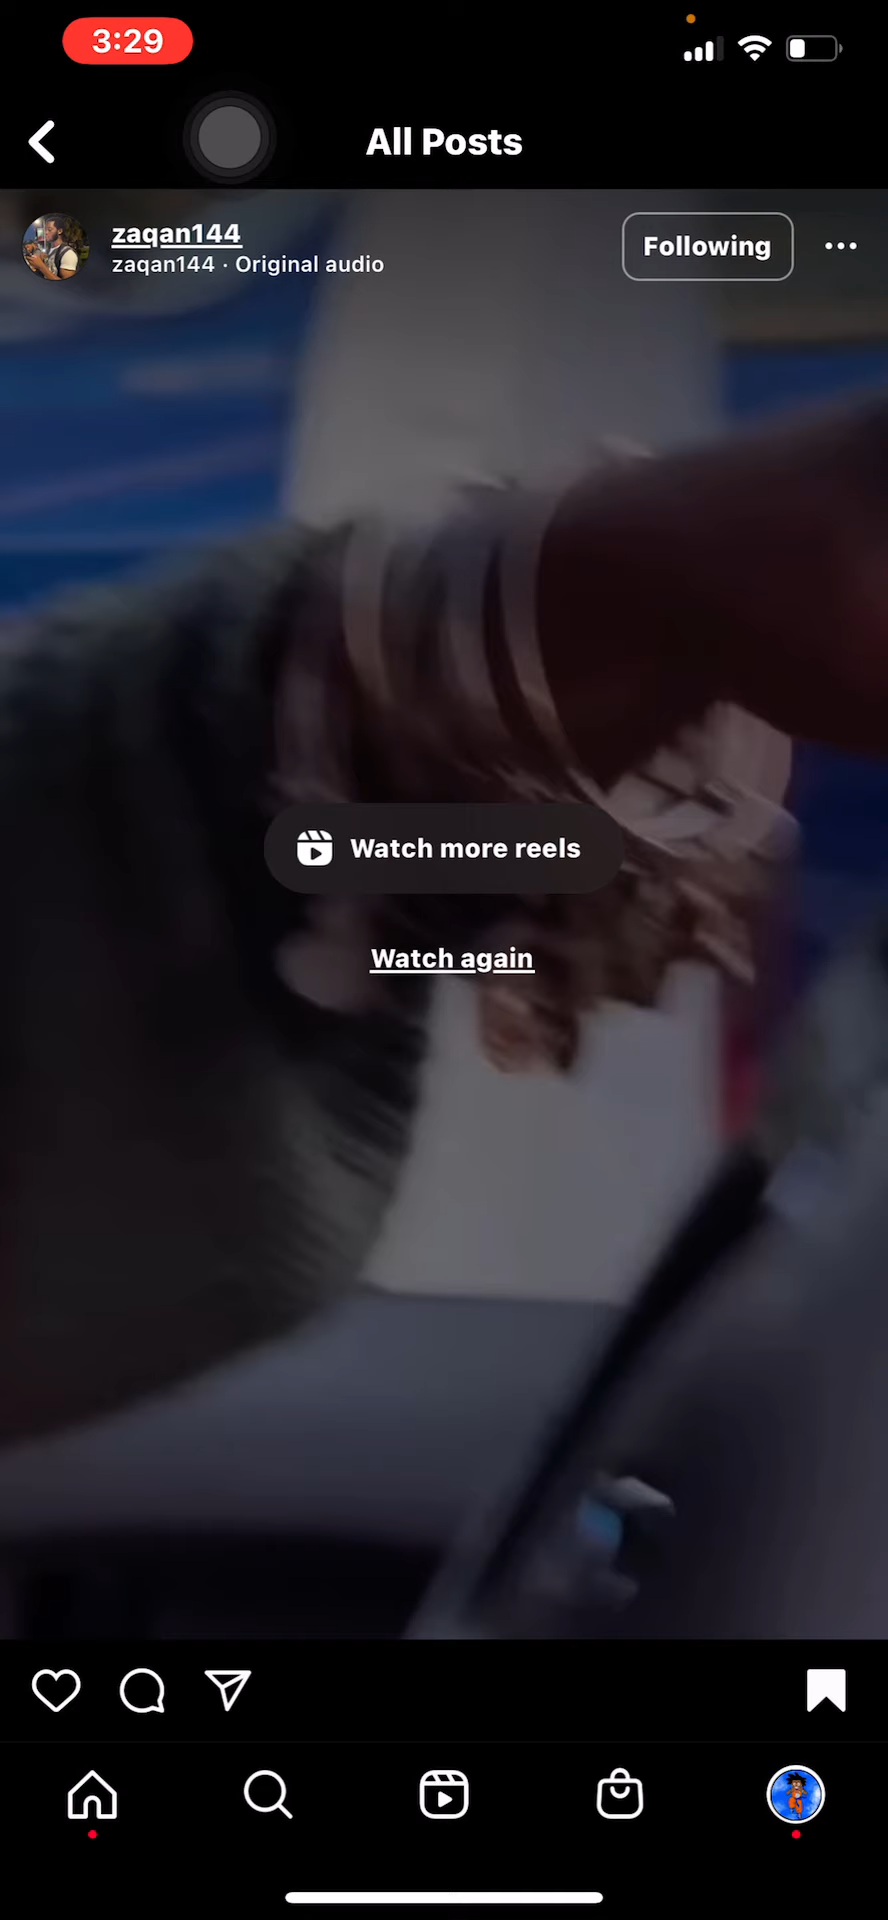 3:29
All Posts
zaqan144
zaqan144 · Original audio
Following
Watch more reels
Watch again